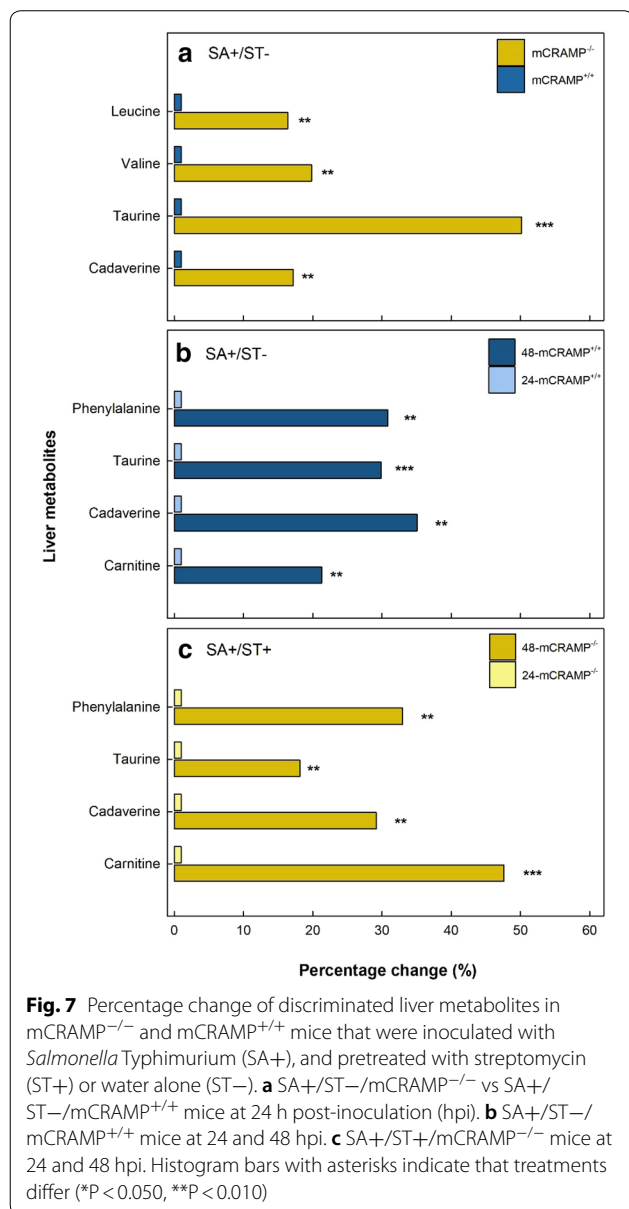 a SA+/ST-
mCRAMP-/-
mCRAMP+/+
Leucine
**
Valine
**
Taurine
***
Cadaverine
**
b SA+/ST-
48-mCRAMP+/+
24-mCRAMP+/+
Phenylalanine
**
Taurine
***
Cadaverine
**
Carnitine
**
Liver metabolites
c SA+/ST+
48-mCRAMP-/-
24-mCRAMP-/-
Phenylalanine
**
Taurine
**
Cadaverine
**
Carnitine
***
0 10 20 30 40 50 60
Percentage change (%)
Fig. 7 Percentage change of discriminated liver metabolites in
mCRAMP−/− and mCRAMP+/+ mice that were inoculated with
Salmonella Typhimurium (SA+), and pretreated with streptomycin
(ST+) or water alone (ST−). a SA+/ST−/mCRAMP−/− vs SA+/
ST−/mCRAMP+/+ mice at 24 h post-inoculation (hpi). b SA+/ST−/
mCRAMP+/+ mice at 24 and 48 hpi. c SA+/ST+/mCRAMP−/− mice at
24 and 48 hpi. Histogram bars with asterisks indicate that treatments
differ (*P < 0.050, **P < 0.010)